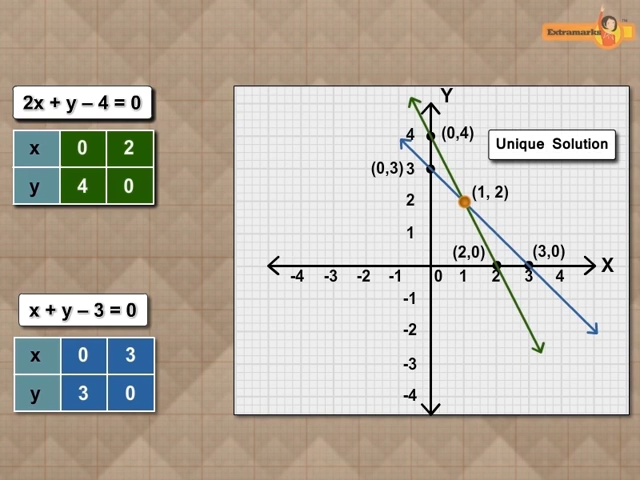 Extramarks
2x + y – 4 = 0
x 0 2
y 4 0
x + y – 3 = 0
x 0 3
y 3 0
Y
Unique Solution
4 (0,4)
(0,3) 3
2 (1, 2)
1
(2,0) (3,0)
X
-4 -3 -2 -1 0 1 2 3 4
-1
-2
-3
-4